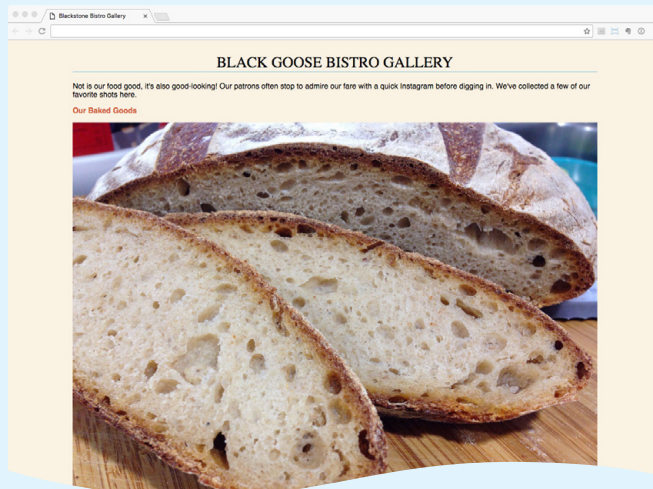 Blackstone Bistro Gallery
BLACK GOOSE BISTRO GALLERY
Not is our food good, it's also good-looking! Our patrons often stop to admire our fare with a quick Instagram before digging in. We've collected a few of our
favorite shots here.
Our Baked Goods